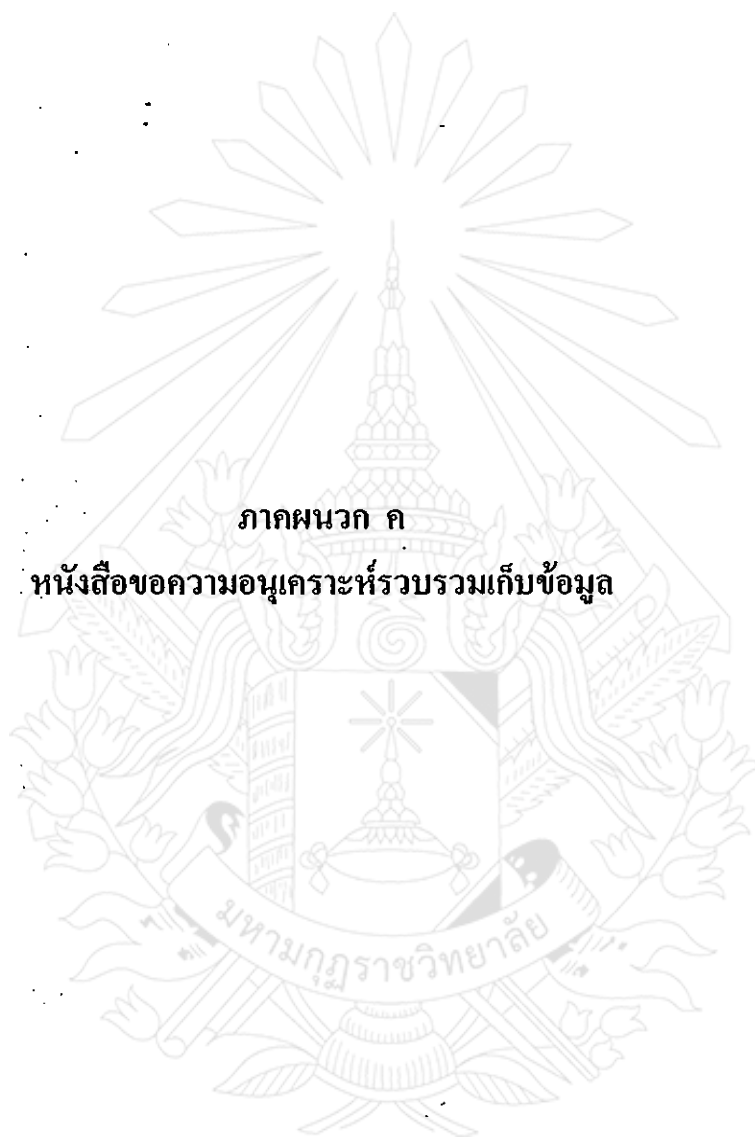 ภาคผนวก ค
หนังสือขอความอนุเคราะห์รวบรวมเก็บข้อมูล
มหามกุฏราชวิทยาลัย